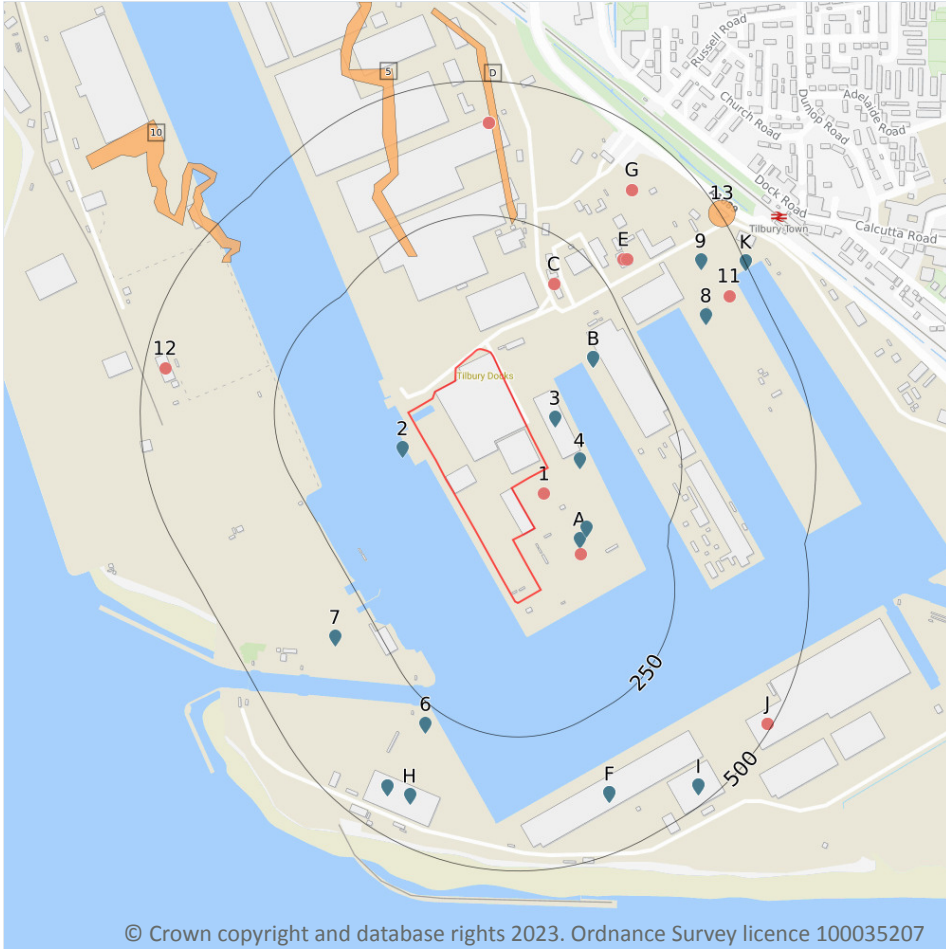 Russell Road
Church Road
Dunlop Road
Adelaide Road
Dock Road
Calcutta Road
Tilbury Town
5
D
10
G
13
E
9
K
C
11
8
12
B
Tilbury Docks
3
2
4
1
A
7
250
6
J
500
H
F
I
© Crown copyright and database rights 2023. Ordnance Survey licence 100035207